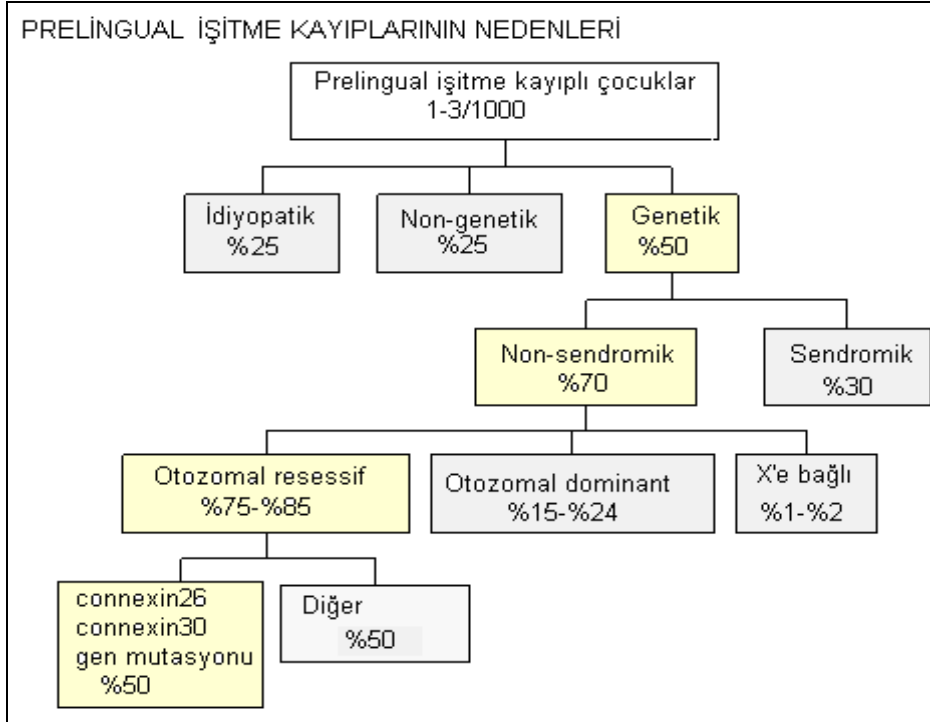 PRELİNGUAL İŞİTME KAYIPLARININ NEDENLERİ
Prelingual işitme kayıplı çocuklar
1-3/1000
İdiyopatik
%25
Non-genetik
%25
Genetik
%50
Non-sendromik
%70
Sendromik
%30
Otozomal resessif
%75-%85
Otozomal dominant
%15-%24
X'e bağlı
%1-%2
connexin26
connexin30
gen mutasyonu
%50
Diğer
%50